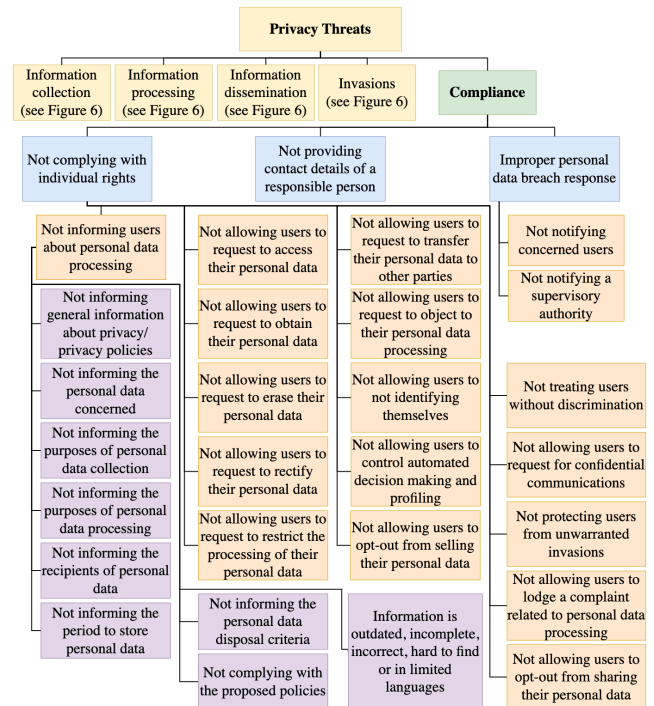 Privacy Threats
Information
collection
(see Figure 6)
Information
processing
(see Figure 6)
Information
dissemination
(see Figure 6)
Invasions
(see Figure 6)
Compliance
Not complying with
individual rights
Not providing
contact details of a
responsible person
Improper personal
data breach response
Not informing users
about personal data
processing
Not informing
general information
about privacy/
privacy policies
Not informing the
personal data
concerned
Not informing the
purposes of personal
data collection
Not informing the
purposes of personal
data processing
Not informing the
recipients of personal
data
Not informing the
period to store
personal data
Not allowing users to
request to access
their personal data
Not allowing users to
request to obtain
their personal data
Not allowing users to
request to erase their
personal data
Not allowing users to
request to rectify
their personal data
Not allowing users to
request to restrict the
processing of their
personal data
Not informing the
personal data
disposal criteria
Not complying with
the proposed policies
Not allowing users to
request to transfer
their personal data to
other parties
Not allowing users to
request to object to
their personal data
processing
Not allowing users to
not identifying
themselves
Not allowing users to
control automated
decision making and
profiling
Not allowing users to
opt-out from selling
their personal data
Information is
outdated, incomplete,
incorrect, hard to find
or in limited
languages
Not notifying
concerned users
Not notifying a
supervisory
authority
Not treating users
without discrimination
Not allowing users to
request for confidential
communications
Not protecting users
from unwarranted
invasions
Not allowing users to
lodge a complaint
related to personal data
processing
Not allowing users to
opt-out from sharing
their personal data